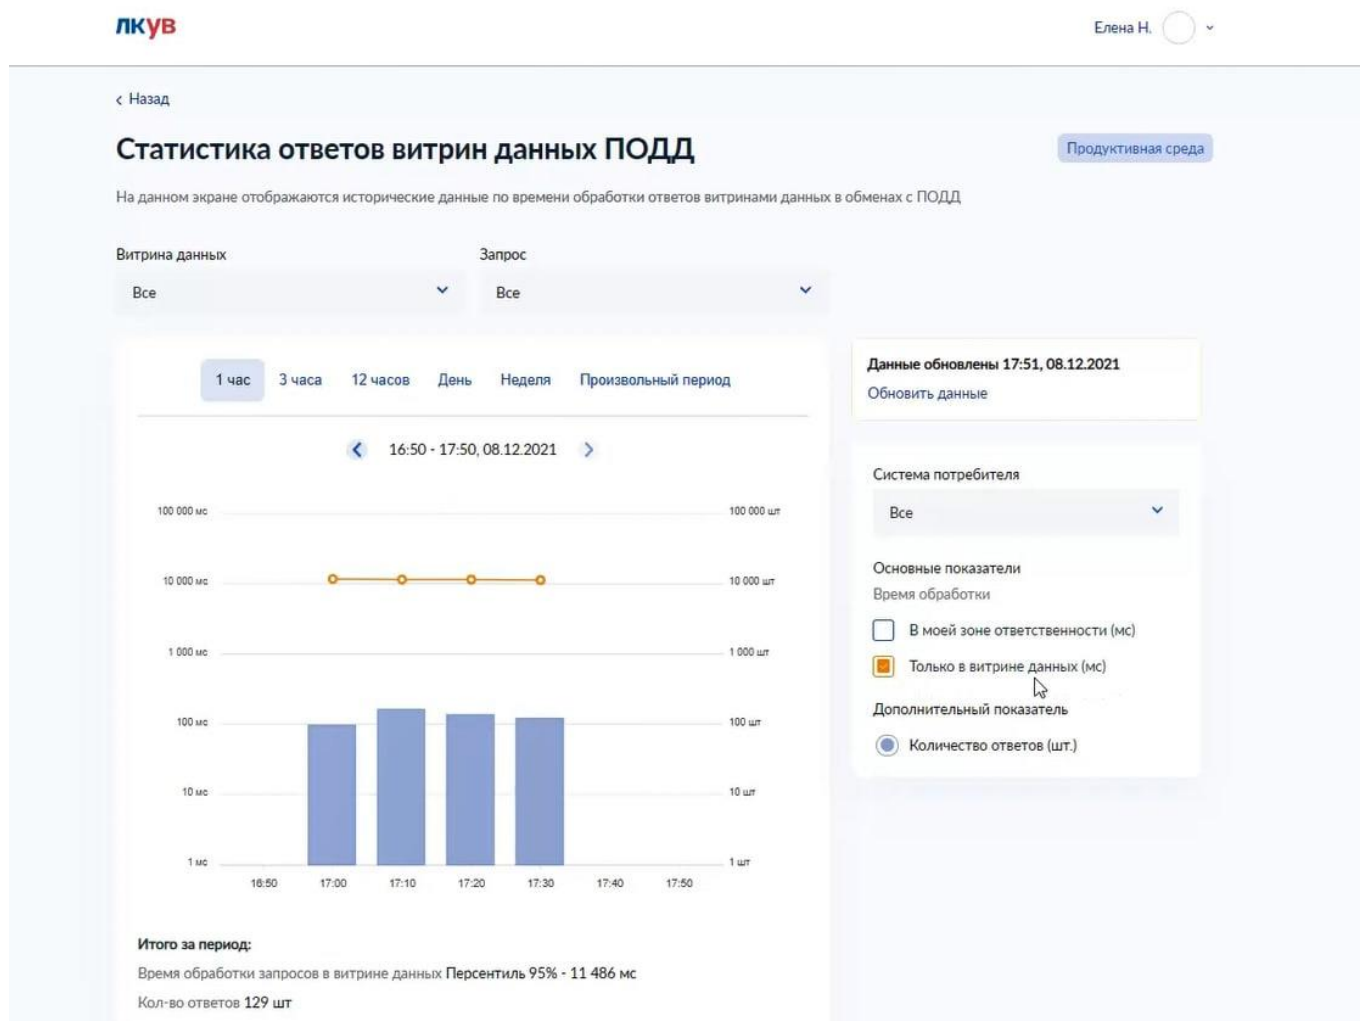 ЛКУВ
Елена Н.
Назад
Статистика ответов витрин данных ПОДД
Продуктивная среда
На данном экране отображаются исторические данные по времени обработки ответов витринами данных в обменах с ПОДД
Витрина данных
Запрос
Все
Все
1 час 3 часа 12 часов День Неделя Произвольный период
Данные обновлены 17:51, 08.12.2021
Обновить данные
16:50 - 17:50, 08.12.2021
Система потребителя
Все
Основные показатели
Время обработки
В моей зоне ответственности (мс)
Только в витрине данных (мс)
Дополнительный показатель
Количество ответов (шт.)
100 000 мс 100 000 шт
10 000 мс 10 000 шт
1 000 мс 1 000 шт
100 мс 100 шт
10 мс 10 шт
1 мс 1 шт
16:50 17:00 17:10 17:20 17:30 17:40 17:50
Итого за период:
Время обработки запросов в витрине данных Персентиль 95% - 11 486 мс
Кол-во ответов 129 шт